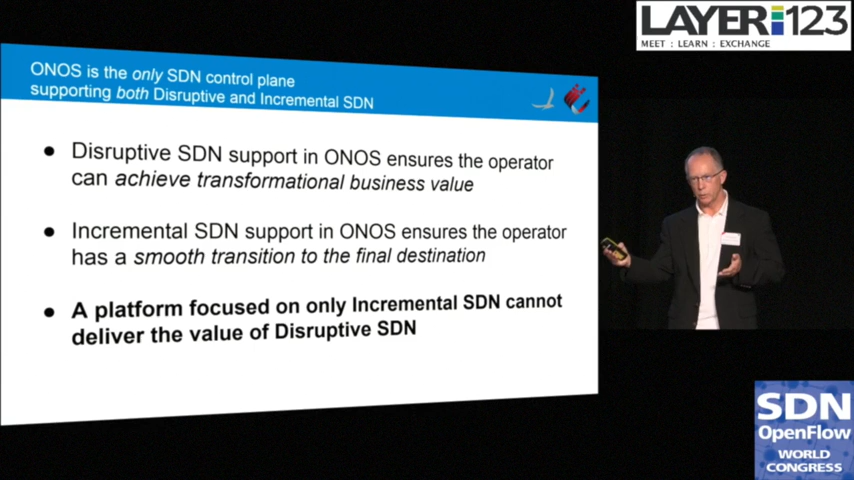 LAYER123
MEET : LEARN : EXCHANGE
ONOS is the only SDN control plane
supporting both Disruptive and Incremental SDN
● Disruptive SDN support in ONOS ensures the operator
can achieve transformational business value
● Incremental SDN support in ONOS ensures the operator
has a smooth transition to the final destination
● A platform focused on only Incremental SDN cannot
deliver the value of Disruptive SDN
SDN
OpenFlow
WORLD
CONGRESS